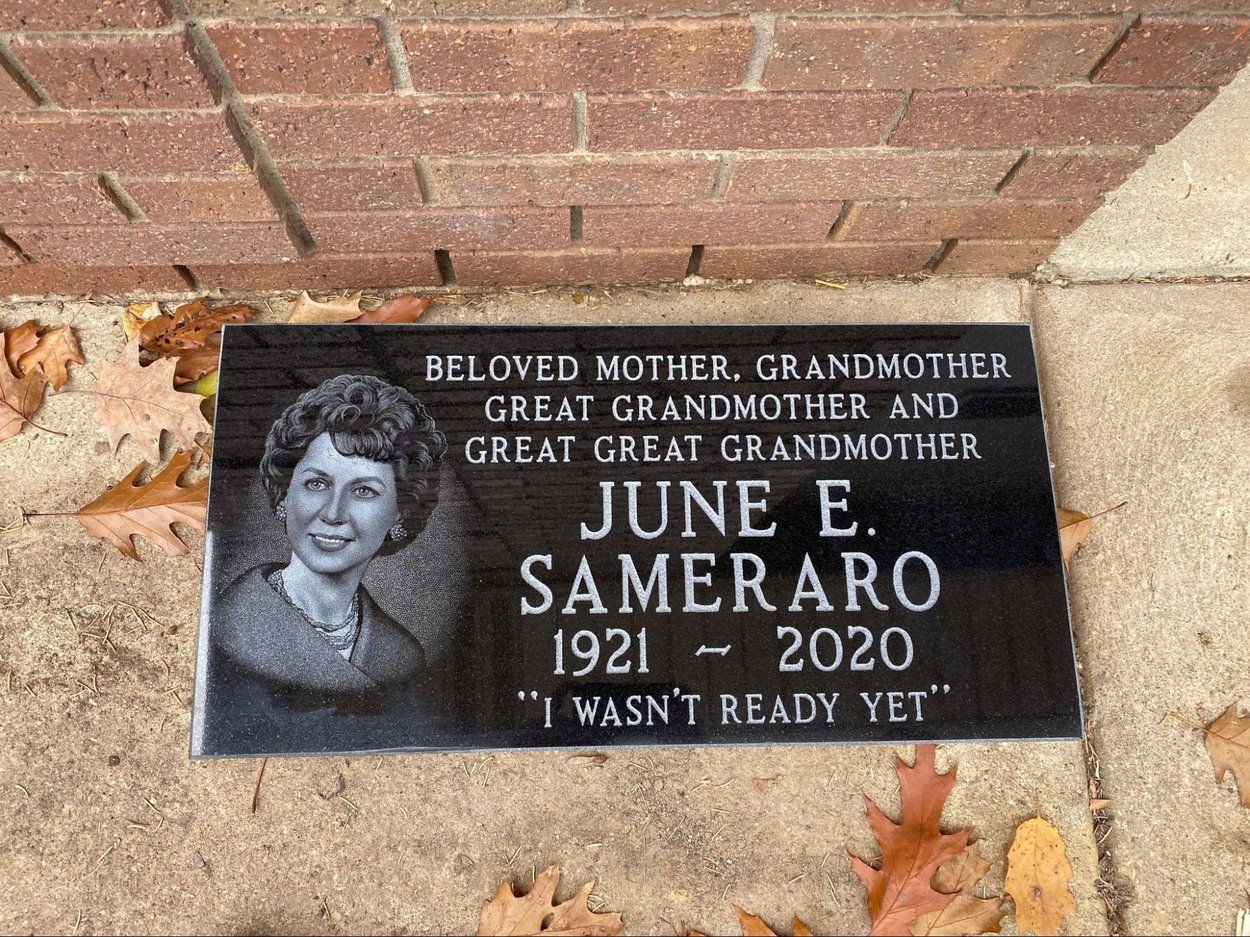 BELOVED MOTHER, GRANDMOTHER
GREAT GRANDMOTHER AND
GREAT GREAT GRANDMOTHER
JUNE E.
SAMERARO
1921 ~ 2020
"I WASN'T READY YET"